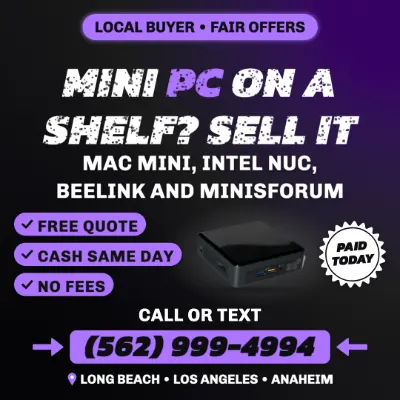 LOCAL BUYER • FAIR OFFERS
MINI PC ON A
SHELF? SELL IT
MAC MINI, INTEL NUC,
BEELINK AND MINISFORUM
FREE QUOTE
CASH SAME DAY
NO FEES
PAID
TODAY
CALL OR TEXT
(562) 999-4994
LONG BEACH • LOS ANGELES • ANAHEIM